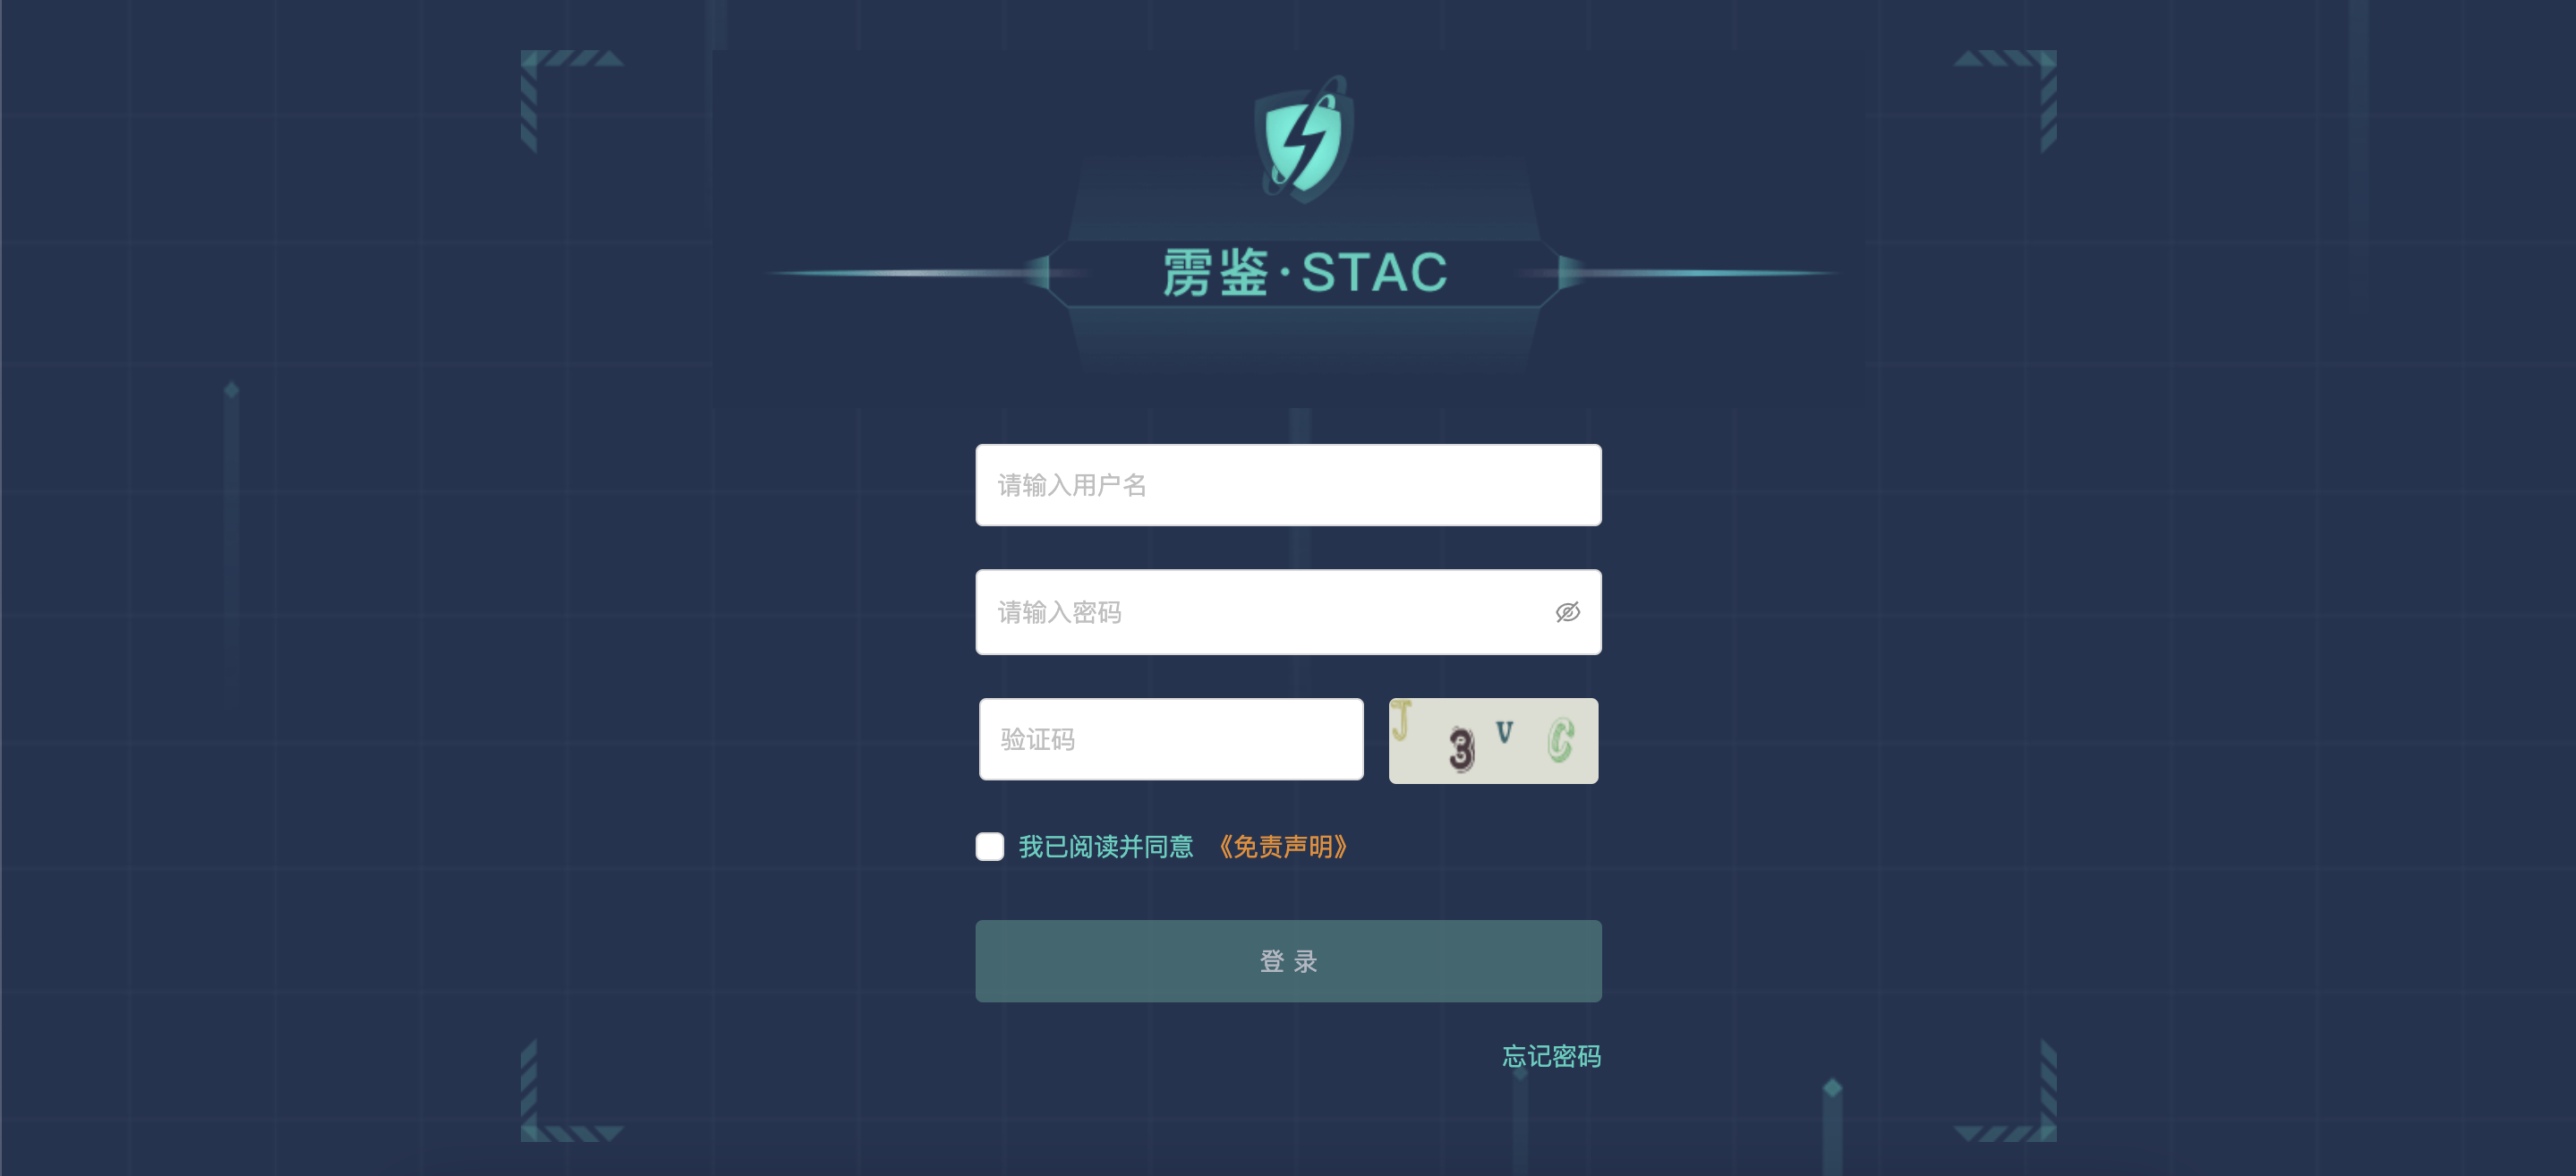 雳鉴·STAC
请输入用户名
请输入密码
验证码
J 3 v C
我已阅读并同意 《免责声明》
登 录
忘记密码